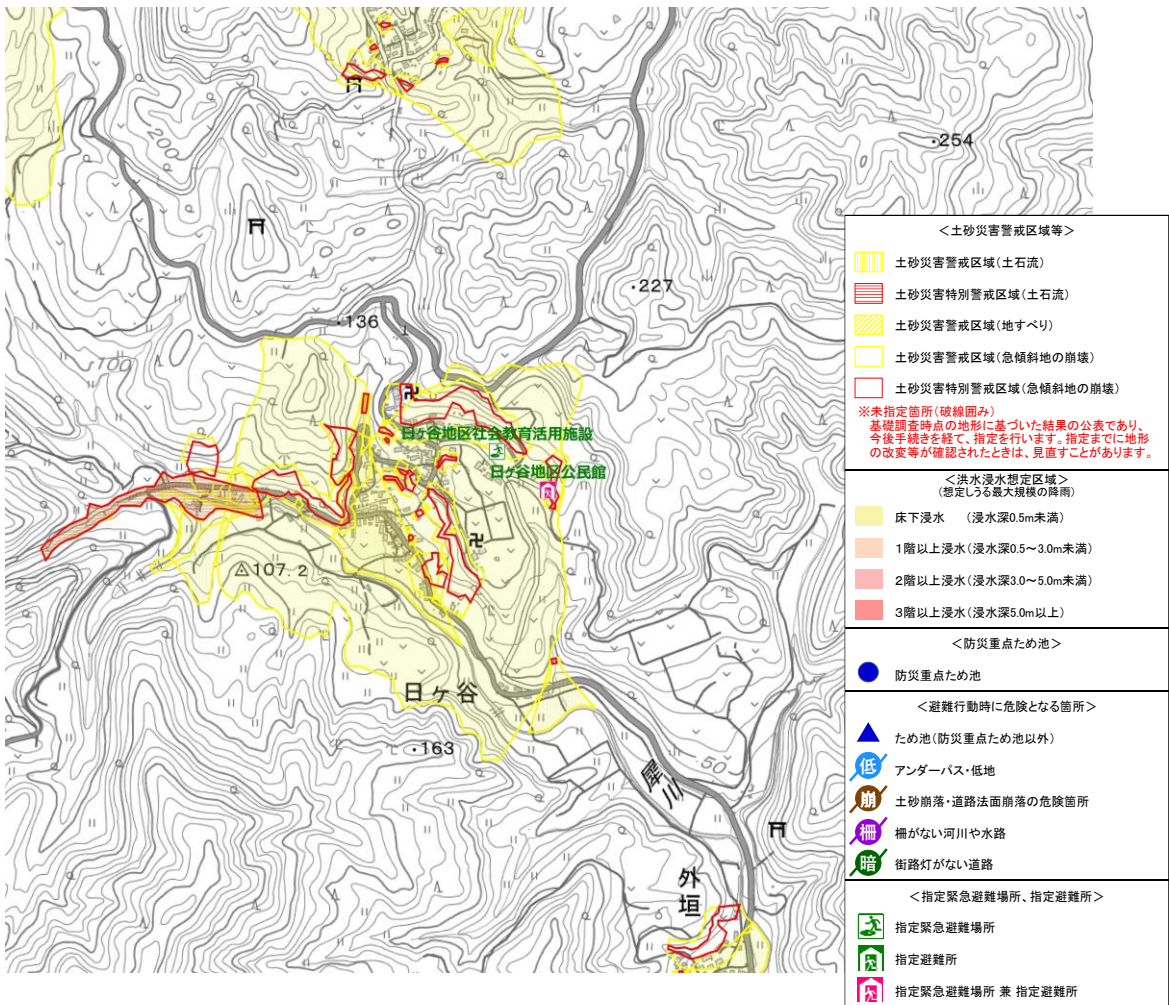 200
・254
・227
・136
100
日ヶ谷地区社会教育活用施設
日ヶ谷地区公民館
△107.2
日ヶ谷
・163
50
犀川
外垣
＜土砂災害警戒区域等＞
土砂災害警戒区域(土石流)
土砂災害特別警戒区域(土石流)
土砂災害警戒区域(地すべり)
土砂災害警戒区域(急傾斜地の崩壊)
土砂災害特別警戒区域(急傾斜地の崩壊)
※未指定箇所(破線囲み)
基礎調査時点の地形に基づいた結果の公表であり、
今後手続きを経て、指定を行います。指定までに地形
の改変等が確認されたときは、見直すことがあります。
＜洪水浸水想定区域＞
(想定しうる最大規模の降雨)
床下浸水　(浸水深0.5m未満)
1階以上浸水(浸水深0.5～3.0m未満)
2階以上浸水(浸水深3.0～5.0m未満)
3階以上浸水(浸水深5.0m以上)
＜防災重点ため池＞
防災重点ため池
＜避難行動時に危険となる箇所＞
ため池(防災重点ため池以外)
低 アンダーパス・低地
崩 土砂崩落・道路法面崩落の危険箇所
柵 柵がない河川や水路
暗 街路灯がない道路
＜指定緊急避難場所、指定避難所＞
指定緊急避難場所
指定避難所
指定緊急避難場所 兼 指定避難所